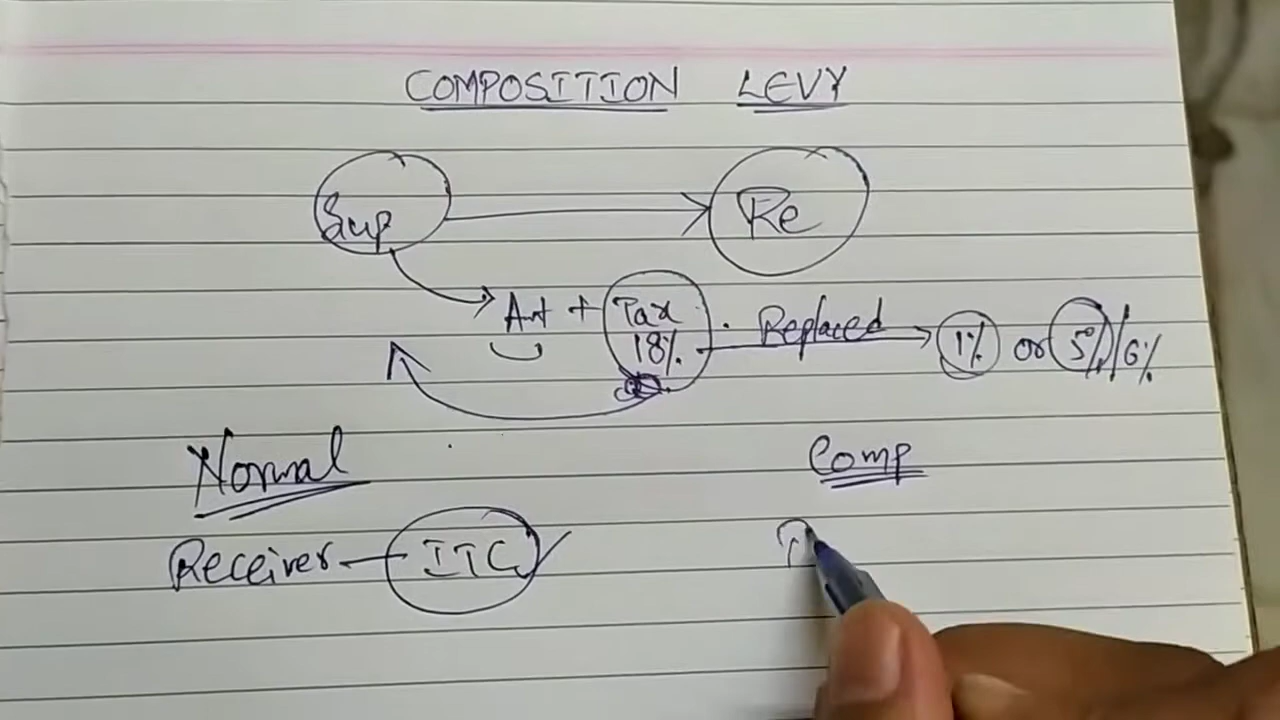 COMPOSITION LEVY
Sup Re
Amt + Tax 18%. Replaced 1% or 5%/6%
Normal Comp
Receiver ITC